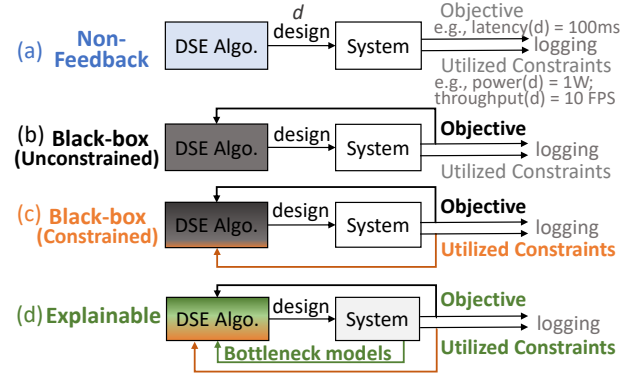 d
Objective
e.g., latency(d) = 100ms
(a) Non-Feedback
DSE Algo.
design
System
logging
Utilized Constraints
e.g., power(d) = 1W;
throughput(d) = 10 FPS
(b) Black-box
(Unconstrained)
DSE Algo.
design
System
Objective
logging
Utilized Constraints
(c) Black-box
(Constrained)
DSE Algo.
design
System
Objective
logging
Utilized Constraints
(d) Explainable
DSE Algo.
design
System
Objective
logging
Utilized Constraints
Bottleneck models